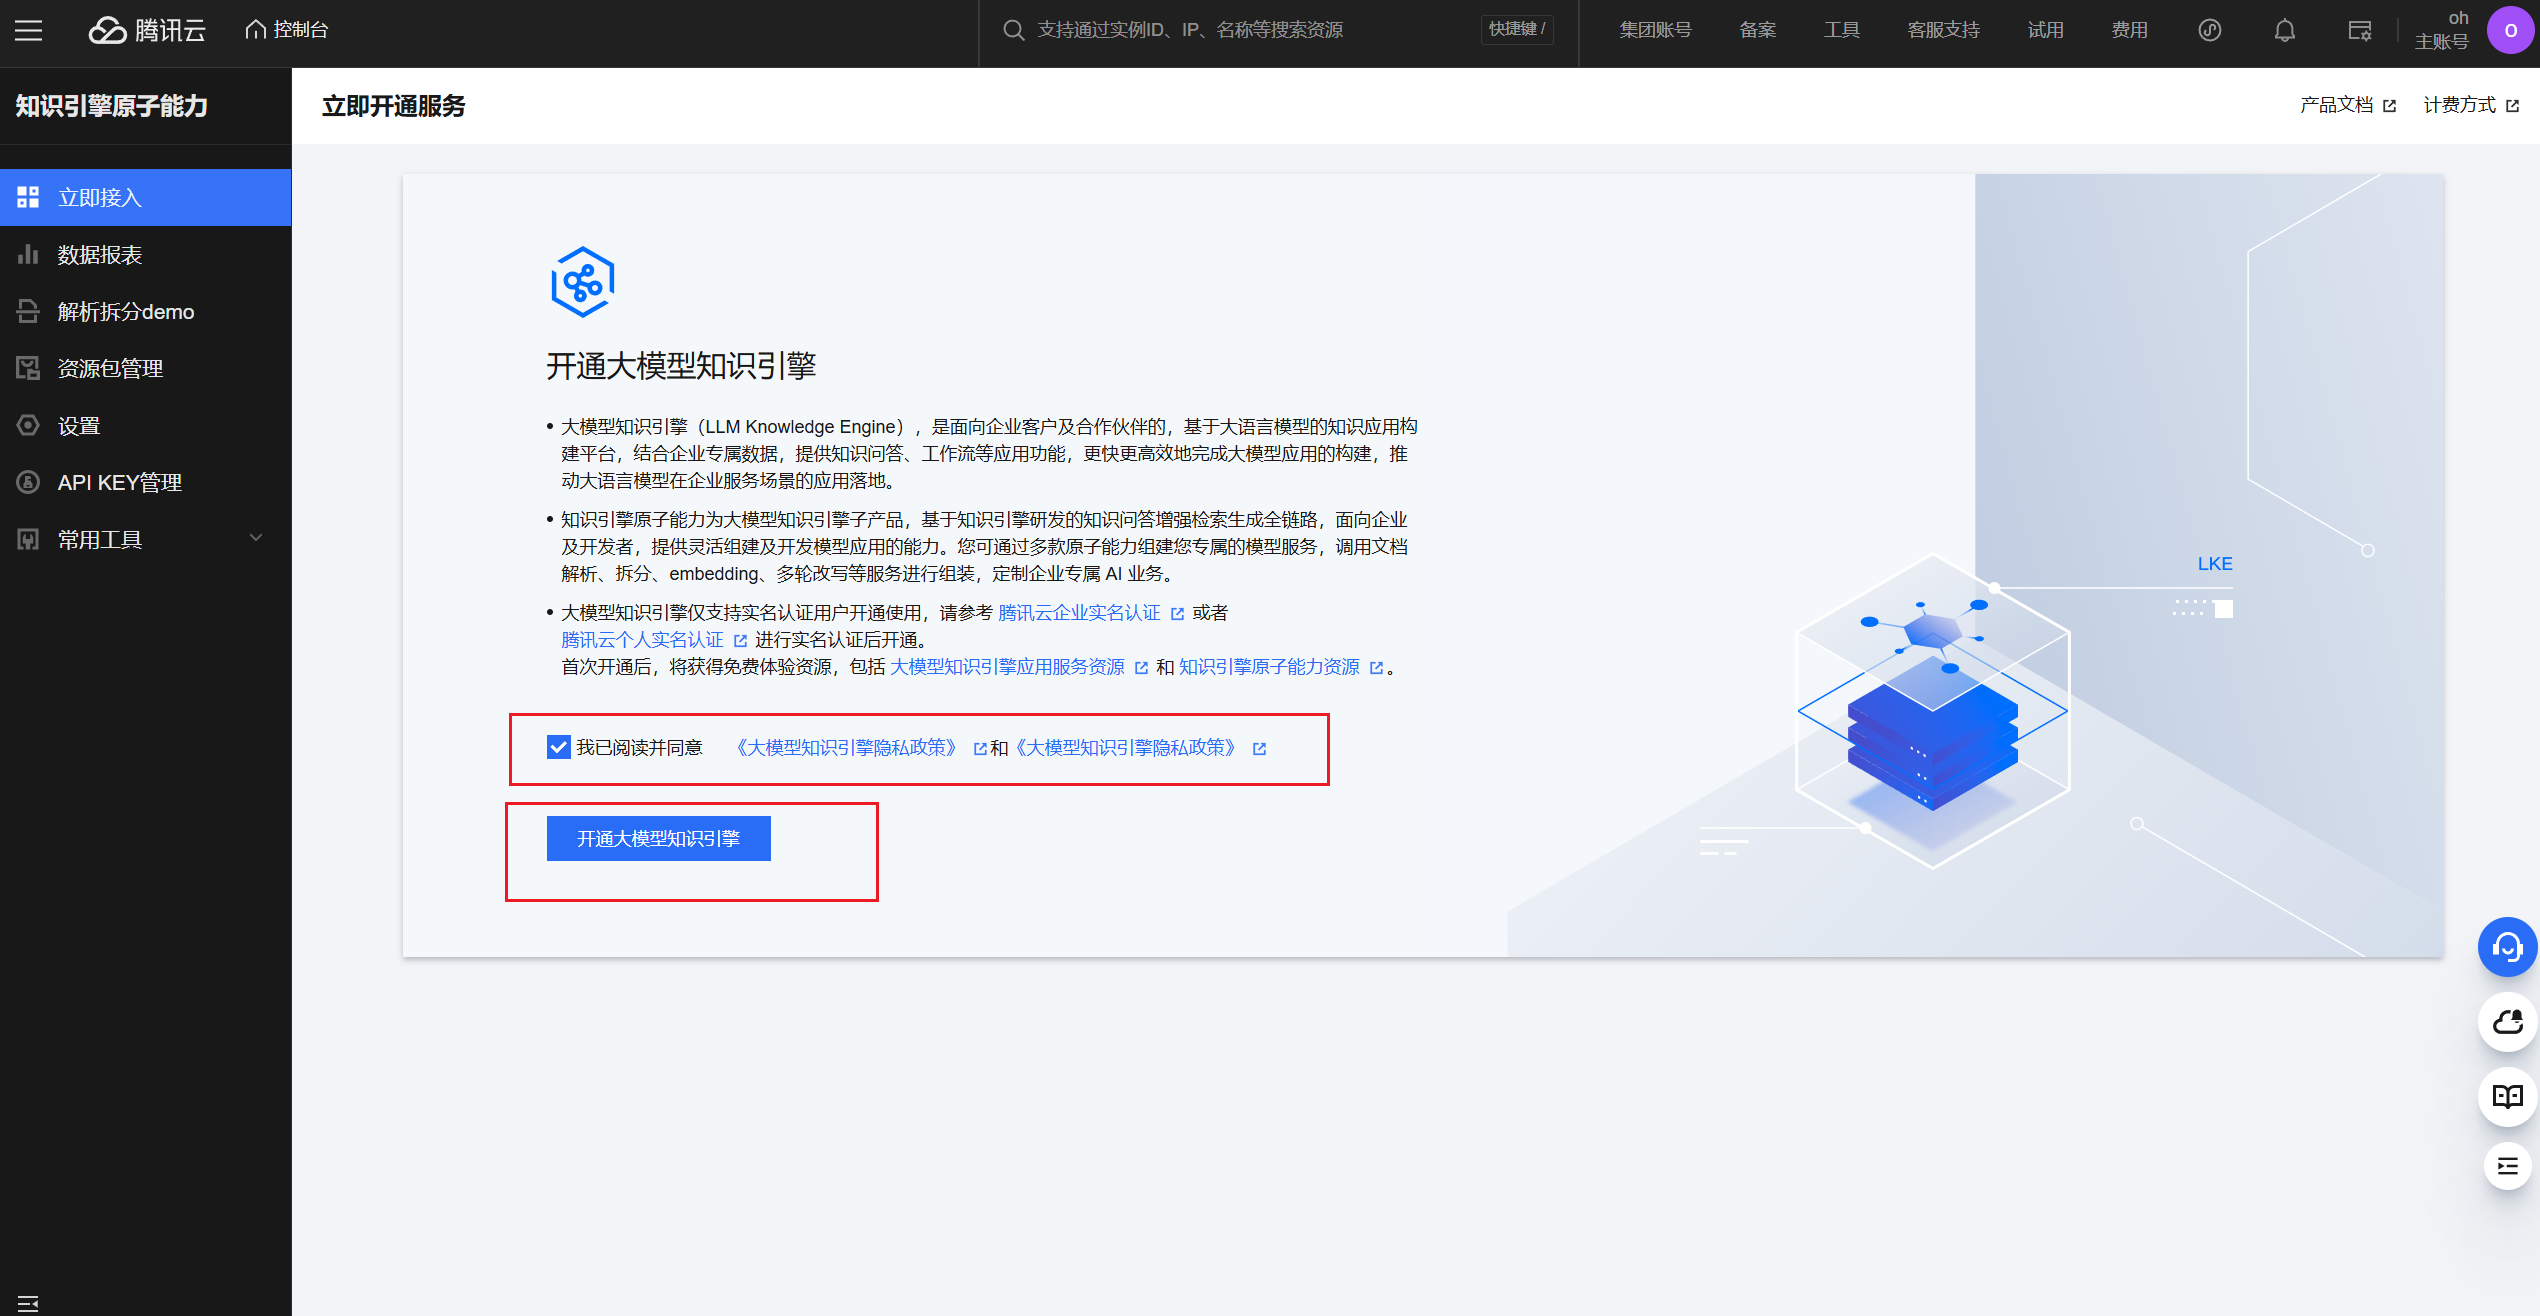 腾讯云
控制台
支持通过实例ID、IP、名称等搜索资源
快捷键 /
集团账号
备案
工具
客服支持
试用
费用
oh
主账号
o
知识引擎原子能力
立即接入
数据报表
解析拆分demo
资源包管理
设置
API KEY管理
常用工具
立即开通服务
产品文档
计费方式
开通大模型知识引擎
• 大模型知识引擎（LLM Knowledge Engine），是面向企业客户及合作伙伴的，基于大语言模型的知识应用构
建平台，结合企业专属数据，提供知识问答、工作流等应用功能，更快更高效地完成大模型应用的构建，推
动大语言模型在企业服务场景的应用落地。
• 知识引擎原子能力为大模型知识引擎子产品，基于知识引擎研发的知识问答增强检索生成全链路，面向企业
及开发者，提供灵活组建及开发模型应用的能力。您可通过多款原子能力组建您专属的模型服务，调用文档
解析、拆分、embedding、多轮改写等服务进行组装，定制企业专属 AI 业务。
• 大模型知识引擎仅支持实名认证用户开通使用，请参考 腾讯云企业实名认证 或者
腾讯云个人实名认证 进行实名认证后开通。
首次开通后，将获得免费体验资源，包括 大模型知识引擎应用服务资源 和 知识引擎原子能力资源 。
我已阅读并同意 《大模型知识引擎隐私政策》 和《大模型知识引擎隐私政策》
开通大模型知识引擎
LKE